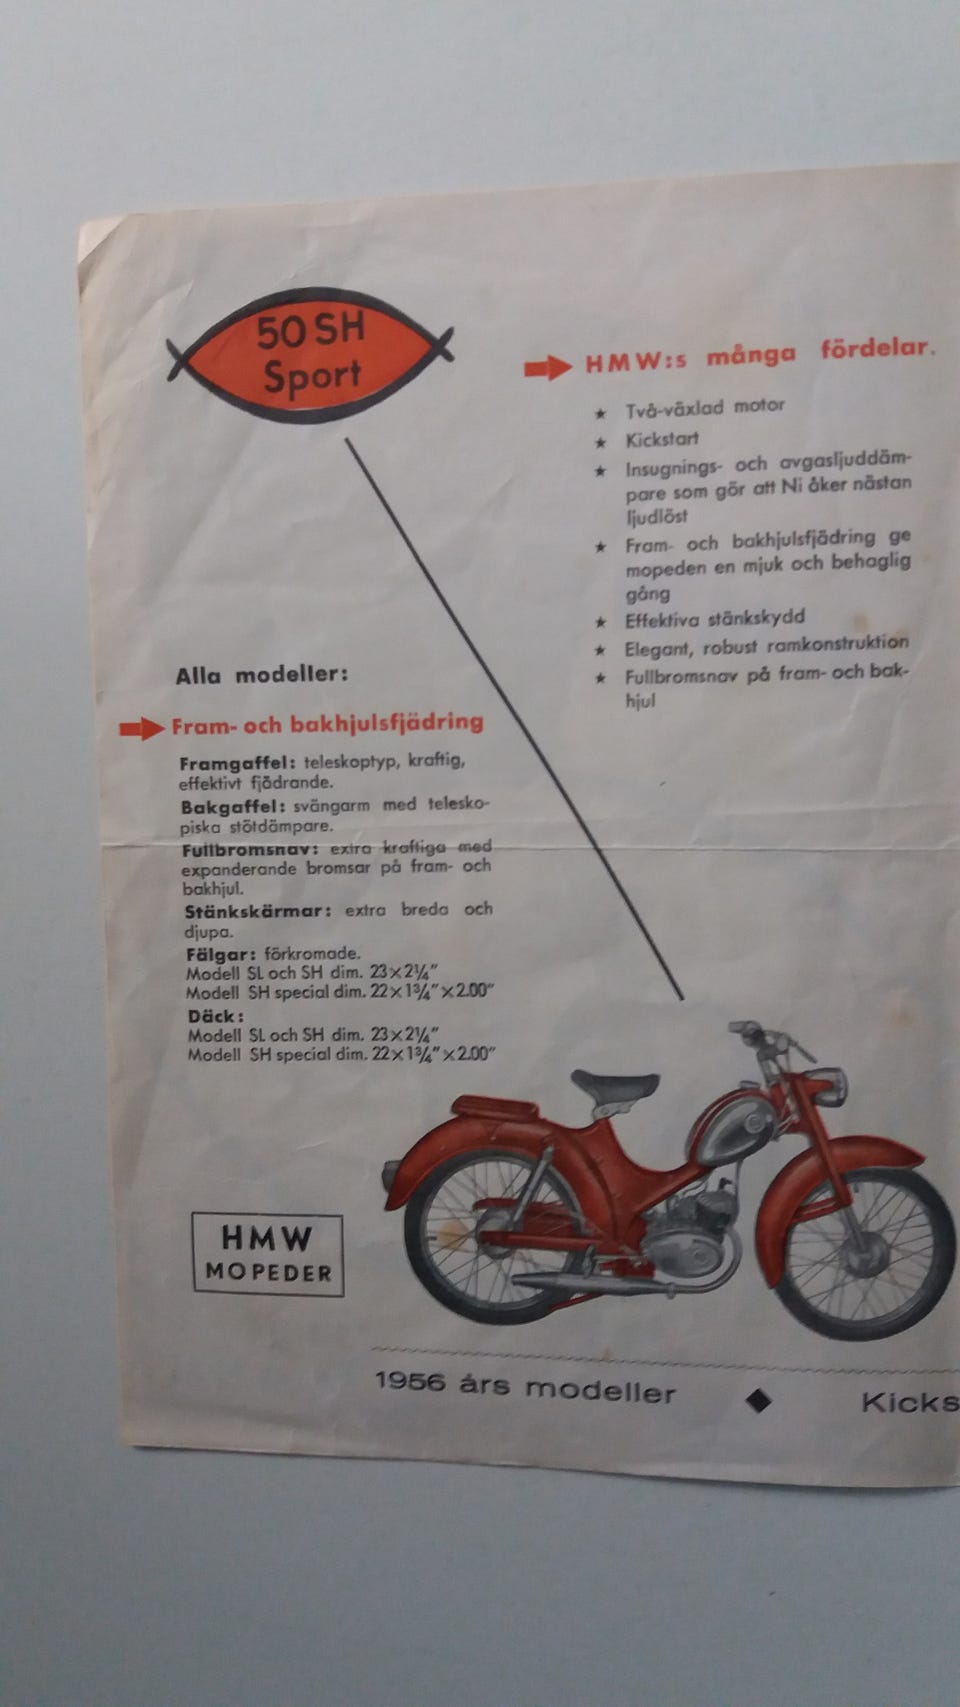 50 SH
Sport
HMW:s många fördelar.
★ Två-växlad motor
★ Kickstart
★ Insugnings- och avgasljuddäm-
pare som gör att Ni åker nästan
ljudlöst
★ Fram- och bakhjulsfjädring ge
mopeden en mjuk och behaglig
gång
★ Effektiva stänkskydd
★ Elegant, robust ramkonstruktion
★ Fullbromsnav på fram- och bak-
hjul
Alla modeller:
Fram- och bakhjulsfjädring
Framgaffel: teleskoptyp, kraftig,
effektivt fjädrande.
Bakgaffel: svängarm med telesko-
piska stötdämpare.
Fullbromsnav: extra kraftiga med
expanderande bromsar på fram- och
bakhjul.
Stänkskärmar: extra breda och
djupa.
Fälgar: förkromade.
Modell SL och SH dim. 23×2¼"
Modell SH special dim. 22×1¾"×2.00"
Däck:
Modell SL och SH dim. 23×2¼"
Modell SH special dim. 22×1¾"×2.00"
HMW
MOPEDER
1956 års modeller ◆ Kicks